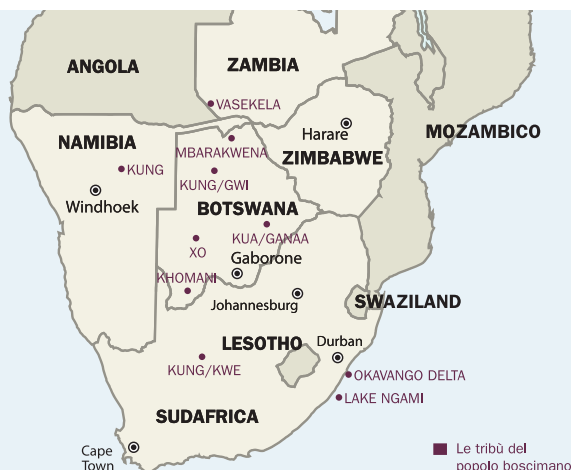 ANGOLA
ZAMBIA
VASEKELA
Harare
MOZAMBICO
NAMIBIA
MBARAKWENA
ZIMBABWE
KUNG
KUNG/GWI
Windhoek
BOTSWANA
KUA/GANAA
XO
Gaborone
KHOMANI
Johannesburg
SWAZILAND
LESOTHO
Durban
KUNG/KWE
OKAVANGO DELTA
LAKE NGAMI
SUDAFRICA
Cape
Town
Le tribù del
popolo boscimano